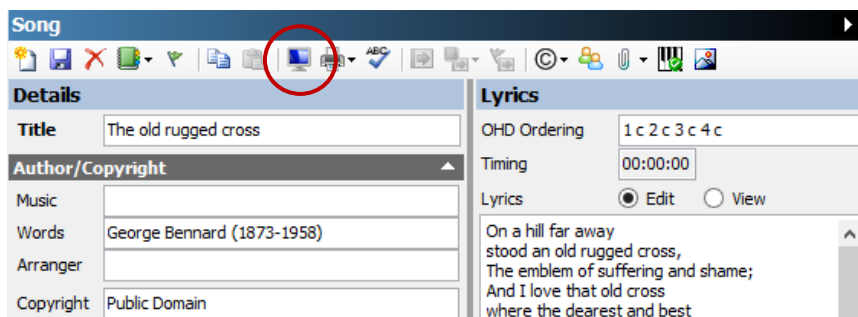 Song
ABC
©
Details
Title The old rugged cross
Author/Copyright
Music
Words George Bennard (1873-1958)
Arranger
Copyright Public Domain
Lyrics
OHD Ordering 1 c 2 c 3 c 4 c
Timing 00:00:00
Lyrics Edit View
On a hill far away
stood an old rugged cross,
The emblem of suffering and shame;
And I love that old cross
where the dearest and best